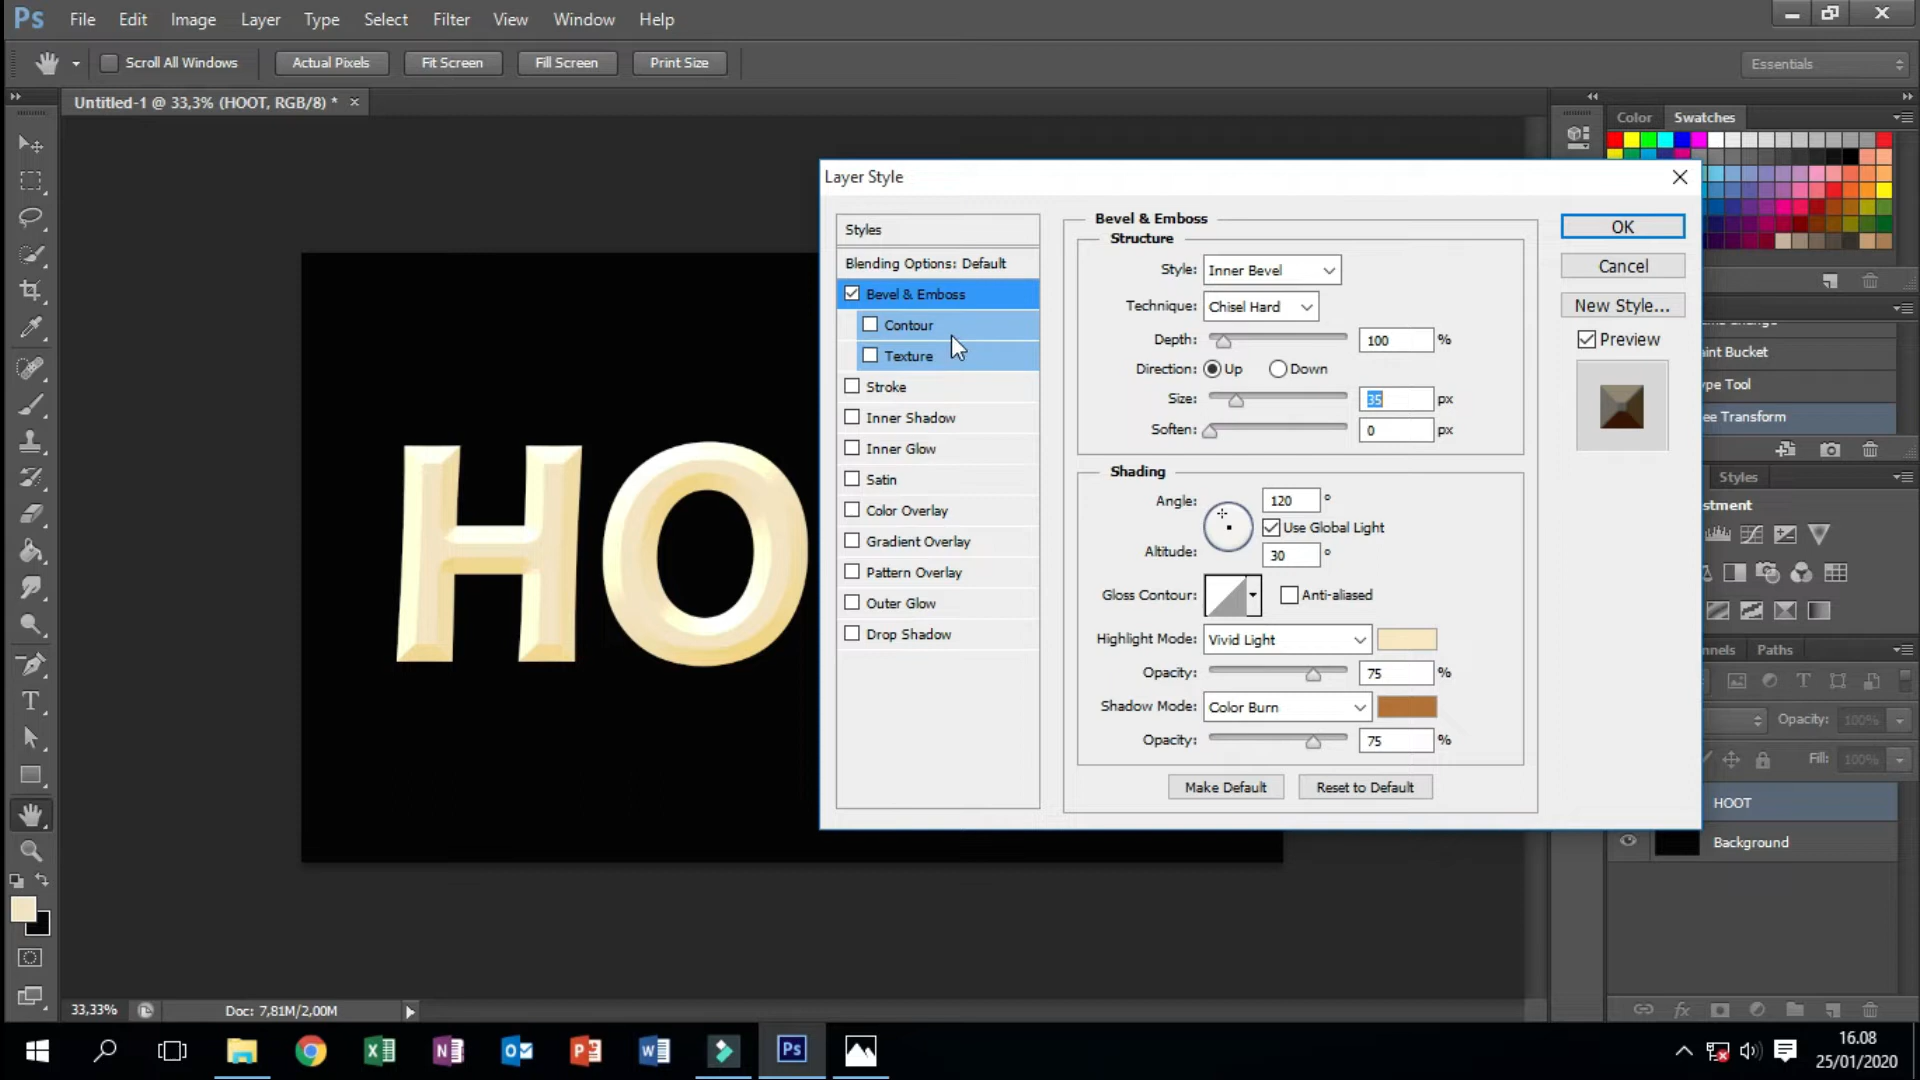 Ps File Edit Image Layer Type Select Filter View Window Help
Scroll All Windows Actual Pixels Fit Screen Fill Screen Print Size Essentials
Untitled-1 @ 33,3% (HOOT, RGB/8) *
Color Swatches
Layer Style
Styles
Blending Options: Default
Bevel & Emboss
Contour
Texture
Stroke
Inner Shadow
Inner Glow
Satin
Color Overlay
Gradient Overlay
Pattern Overlay
Outer Glow
Drop Shadow
Bevel & Emboss
Structure
Style: Inner Bevel
Technique: Chisel Hard
Depth: 100 %
Direction: Up Down
Size: 35 px
Soften: 0 px
Shading
Angle: 120 °
Use Global Light
Altitude: 30 °
Gloss Contour: Anti-aliased
Highlight Mode: Vivid Light
Opacity: 75 %
Shadow Mode: Color Burn
Opacity: 75 %
Make Default Reset to Default
OK
Cancel
New Style...
Preview
HO
aint Bucket
ype Tool
ee Transform
Styles
stment
nnels Paths
Opacity: 100%
Fill: 100%
HOOT
Background
33,33% Doc: 7,81M/2,00M
Ps
16.08
25/01/2020